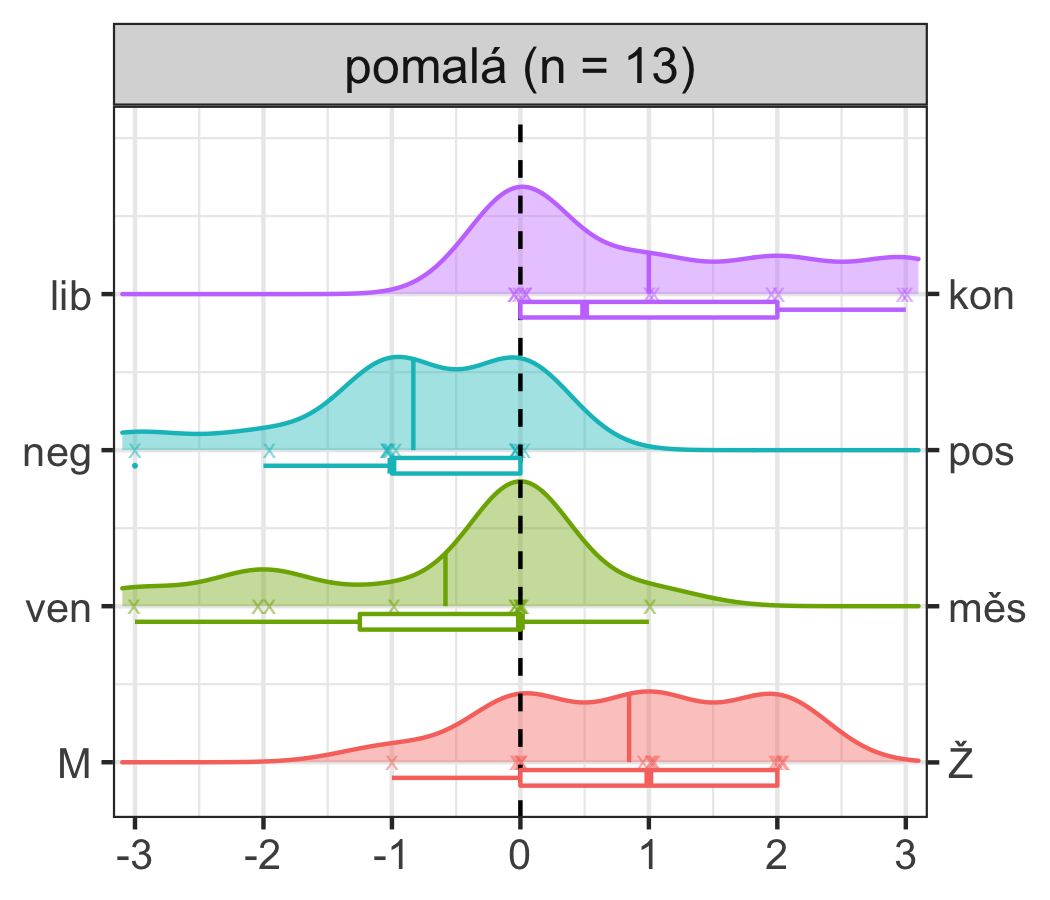 pomalá (n = 13)
lib kon
neg pos
ven měs
M Ž
-3 -2 -1 0 1 2 3